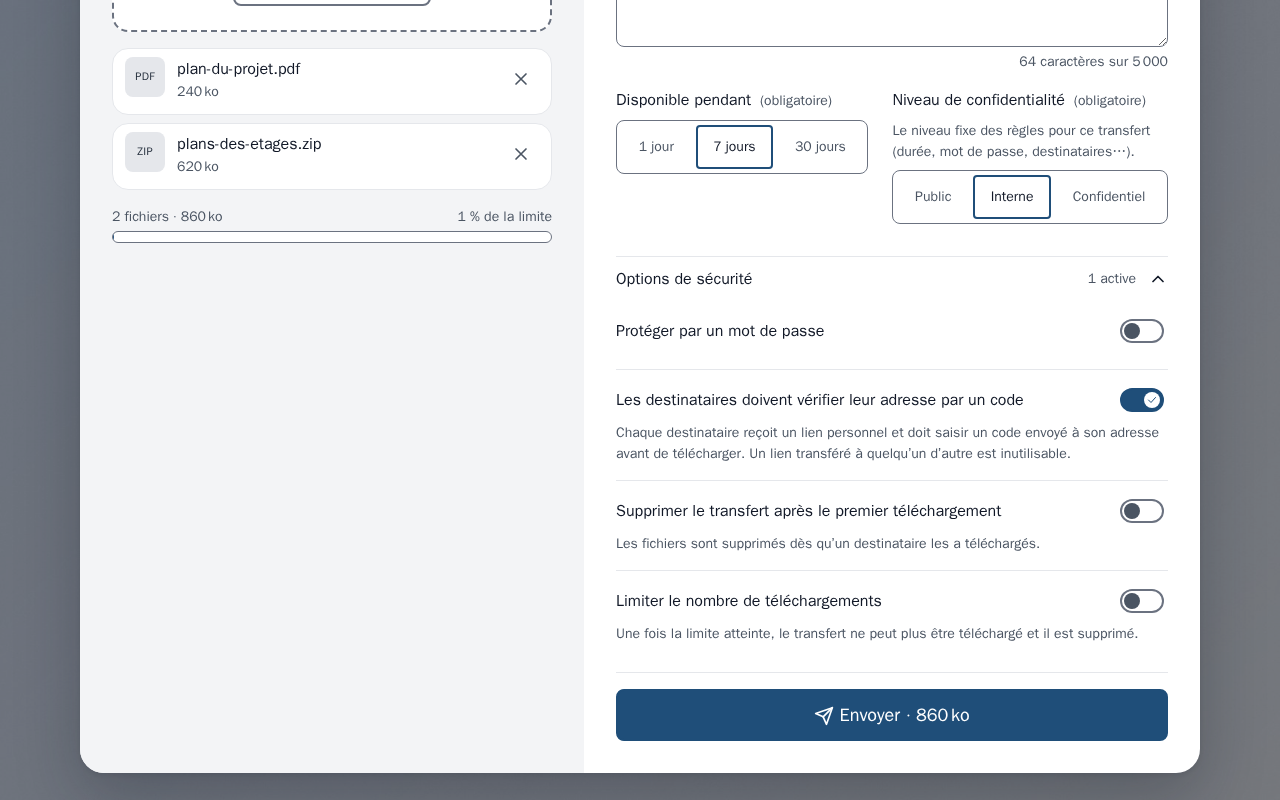 PDF
plan-du-projet.pdf
240 ko
ZIP
plans-des-etages.zip
620 ko
2 fichiers · 860 ko
1 % de la limite
64 caractères sur 5 000
Disponible pendant (obligatoire)
1 jour
7 jours
30 jours
Niveau de confidentialité (obligatoire)
Le niveau fixe des règles pour ce transfert
(durée, mot de passe, destinataires…).
Public
Interne
Confidentiel
Options de sécurité
1 active
Protéger par un mot de passe
Les destinataires doivent vérifier leur adresse par un code
Chaque destinataire reçoit un lien personnel et doit saisir un code envoyé à son adresse
avant de télécharger. Un lien transféré à quelqu’un d’autre est inutilisable.
Supprimer le transfert après le premier téléchargement
Les fichiers sont supprimés dès qu’un destinataire les a téléchargés.
Limiter le nombre de téléchargements
Une fois la limite atteinte, le transfert ne peut plus être téléchargé et il est supprimé.
Envoyer · 860 ko